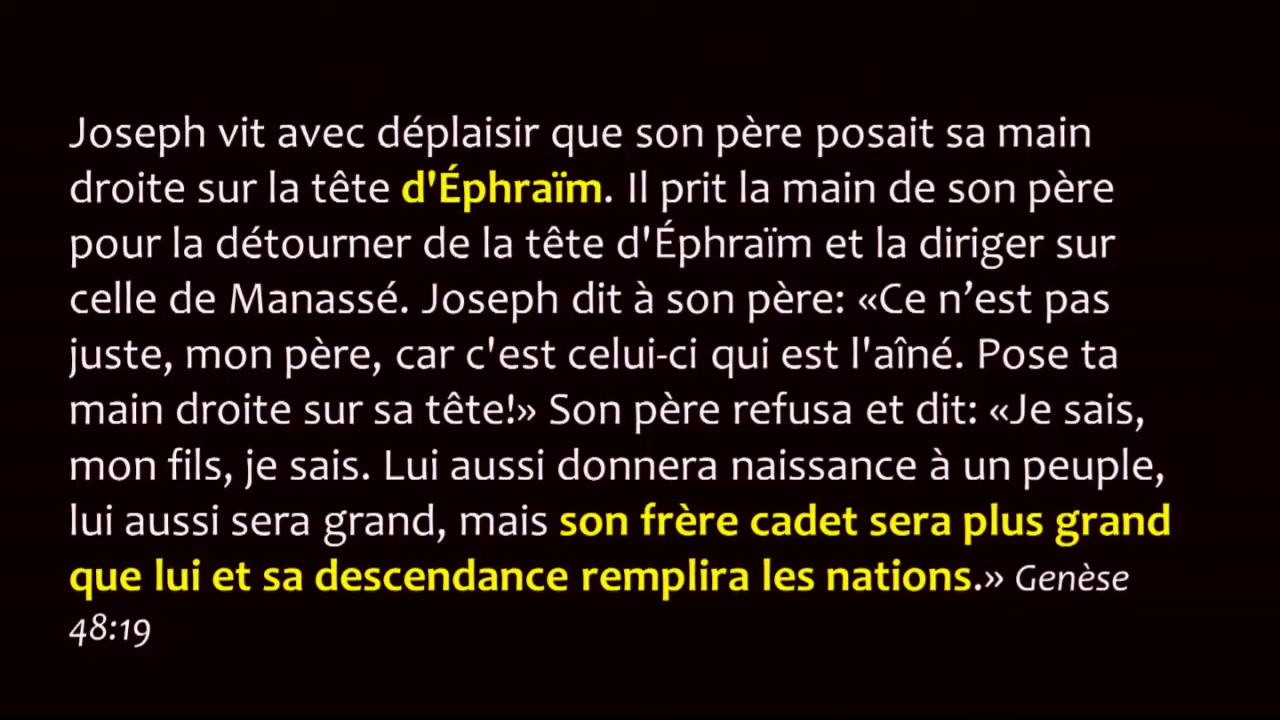 Joseph vit avec déplaisir que son père posait sa main
droite sur la tête d'Éphraïm. Il prit la main de son père
pour la détourner de la tête d'Éphraïm et la diriger sur
celle de Manassé. Joseph dit à son père: «Ce n’est pas
juste, mon père, car c'est celui-ci qui est l'aîné. Pose ta
main droite sur sa tête!» Son père refusa et dit: «Je sais,
mon fils, je sais. Lui aussi donnera naissance à un peuple,
lui aussi sera grand, mais son frère cadet sera plus grand
que lui et sa descendance remplira les nations.» Genèse
48:19